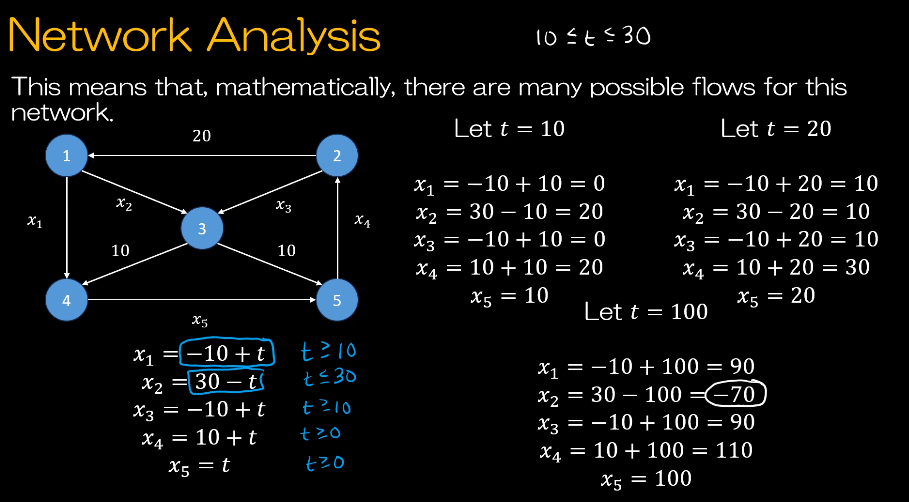 Network Analysis
10 ≤ t ≤ 30
This means that, mathematically, there are many possible flows for this
network.
20
1
2
x₁
x₂
x₃
x₄
3
10
10
4
5
x₅
x₁ = −10 + t t ≥ 10
x₂ = 30 − t t ≤ 30
x₃ = −10 + t t ≥ 10
x₄ = 10 + t t ≥ 0
x₅ = t t ≥ 0
Let t = 10
x₁ = −10 + 10 = 0
x₂ = 30 − 10 = 20
x₃ = −10 + 10 = 0
x₄ = 10 + 10 = 20
x₅ = 10
Let t = 20
x₁ = −10 + 20 = 10
x₂ = 30 − 20 = 10
x₃ = −10 + 20 = 10
x₄ = 10 + 20 = 30
x₅ = 20
Let t = 100
x₁ = −10 + 100 = 90
x₂ = 30 − 100 = −70
x₃ = −10 + 100 = 90
x₄ = 10 + 100 = 110
x₅ = 100